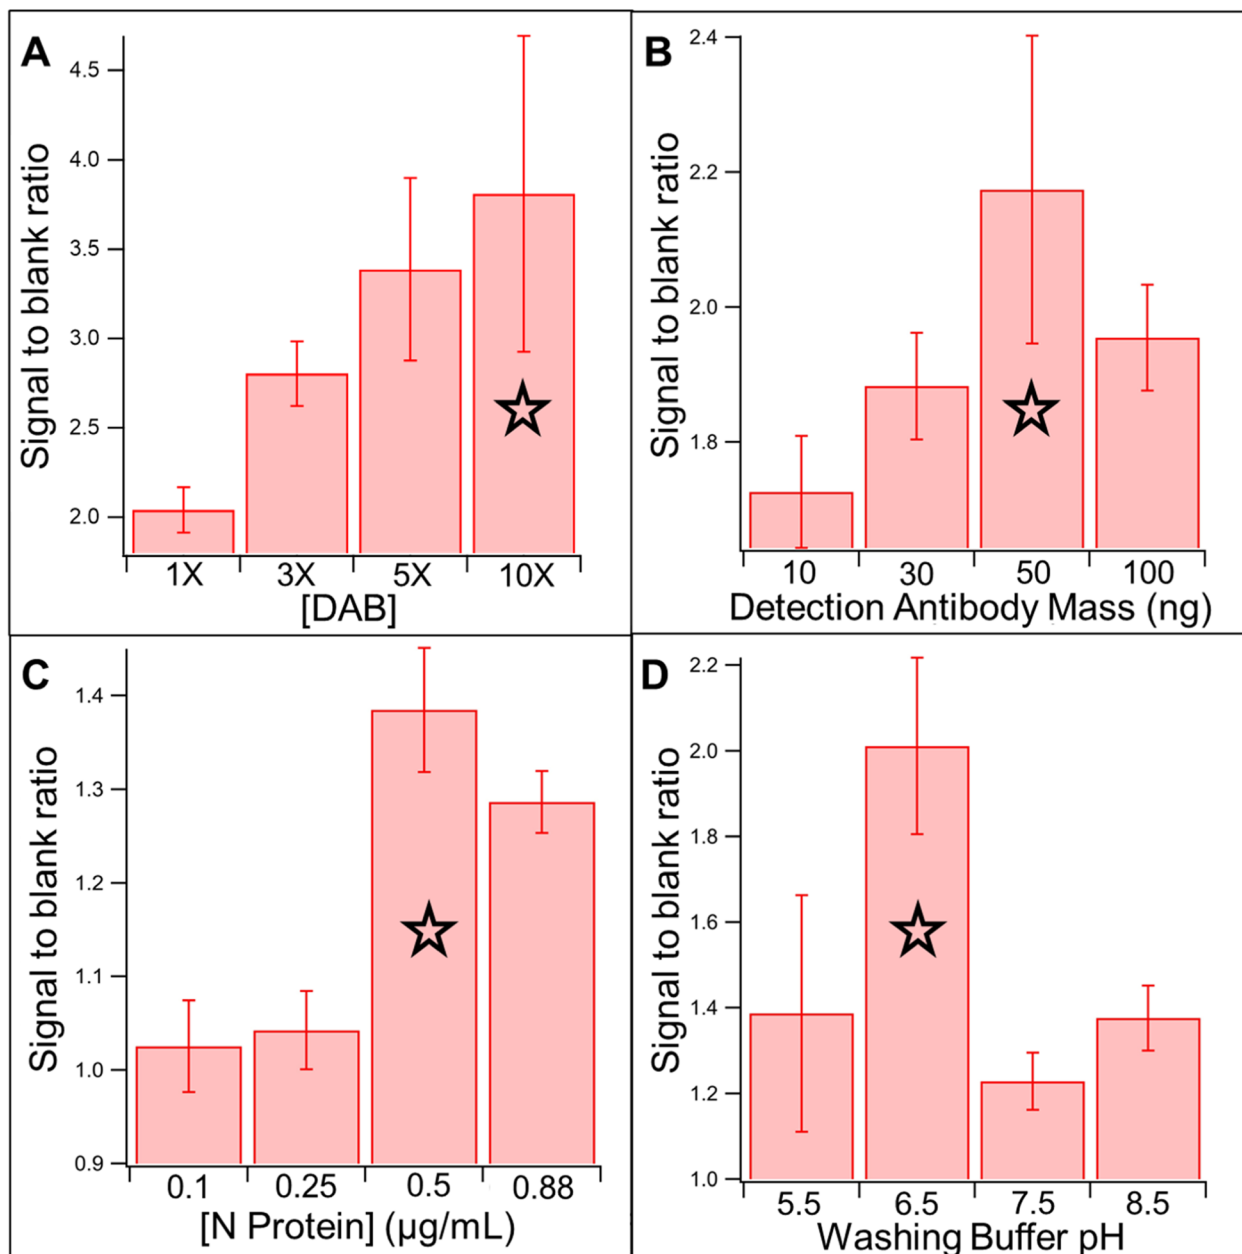 A
Signal to blank ratio
4.5
4.0
3.5
3.0
2.5
2.0
1X 3X 5X 10X
[DAB]
B
Signal to blank ratio
2.4
2.2
2.0
1.8
10 30 50 100
Detection Antibody Mass (ng)
C
Signal to blank ratio
1.4
1.3
1.2
1.1
1.0
0.9
0.1 0.25 0.5 0.88
[N Protein] (µg/mL)
D
Signal to blank ratio
2.2
2.0
1.8
1.6
1.4
1.2
1.0
5.5 6.5 7.5 8.5
Washing Buffer pH